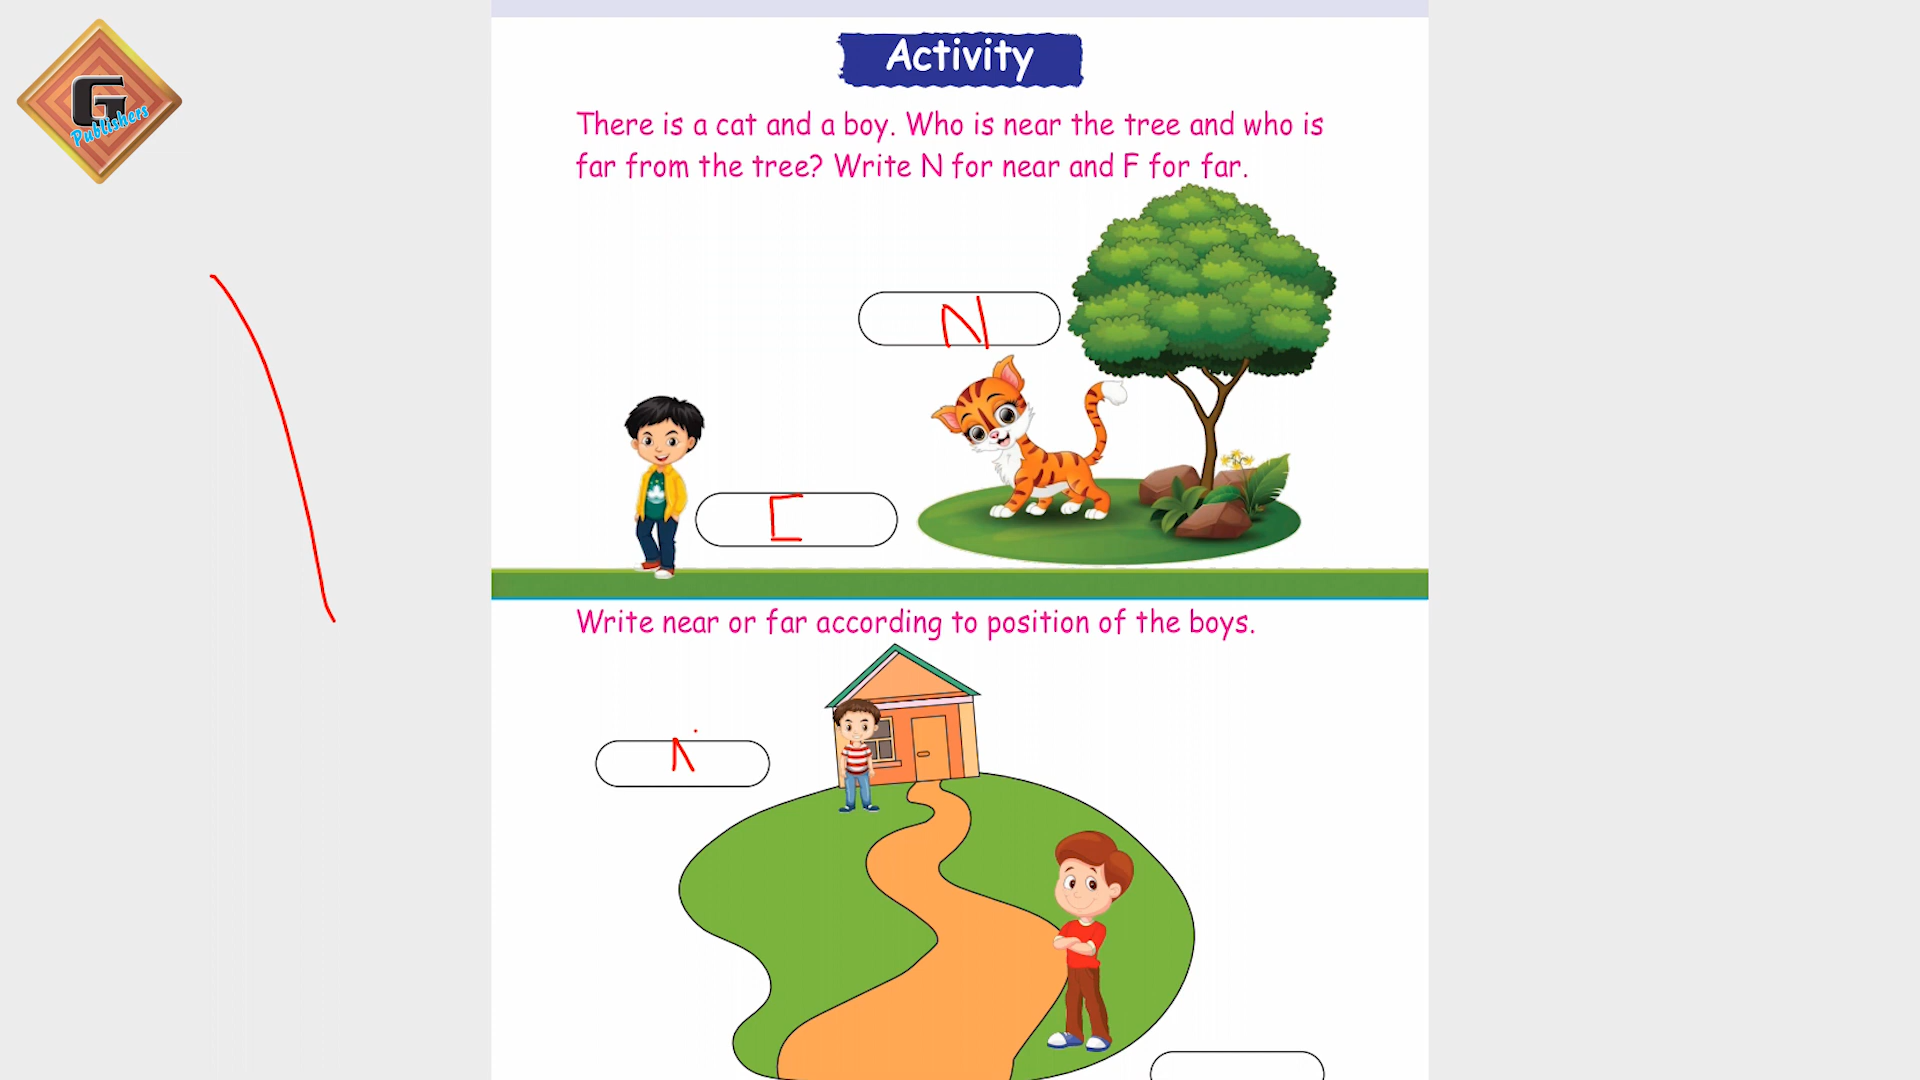 G
Publishers
Activity
There is a cat and a boy. Who is near the tree and who is
far from the tree? Write N for near and F for far.
N
Write near or far according to position of the boys.